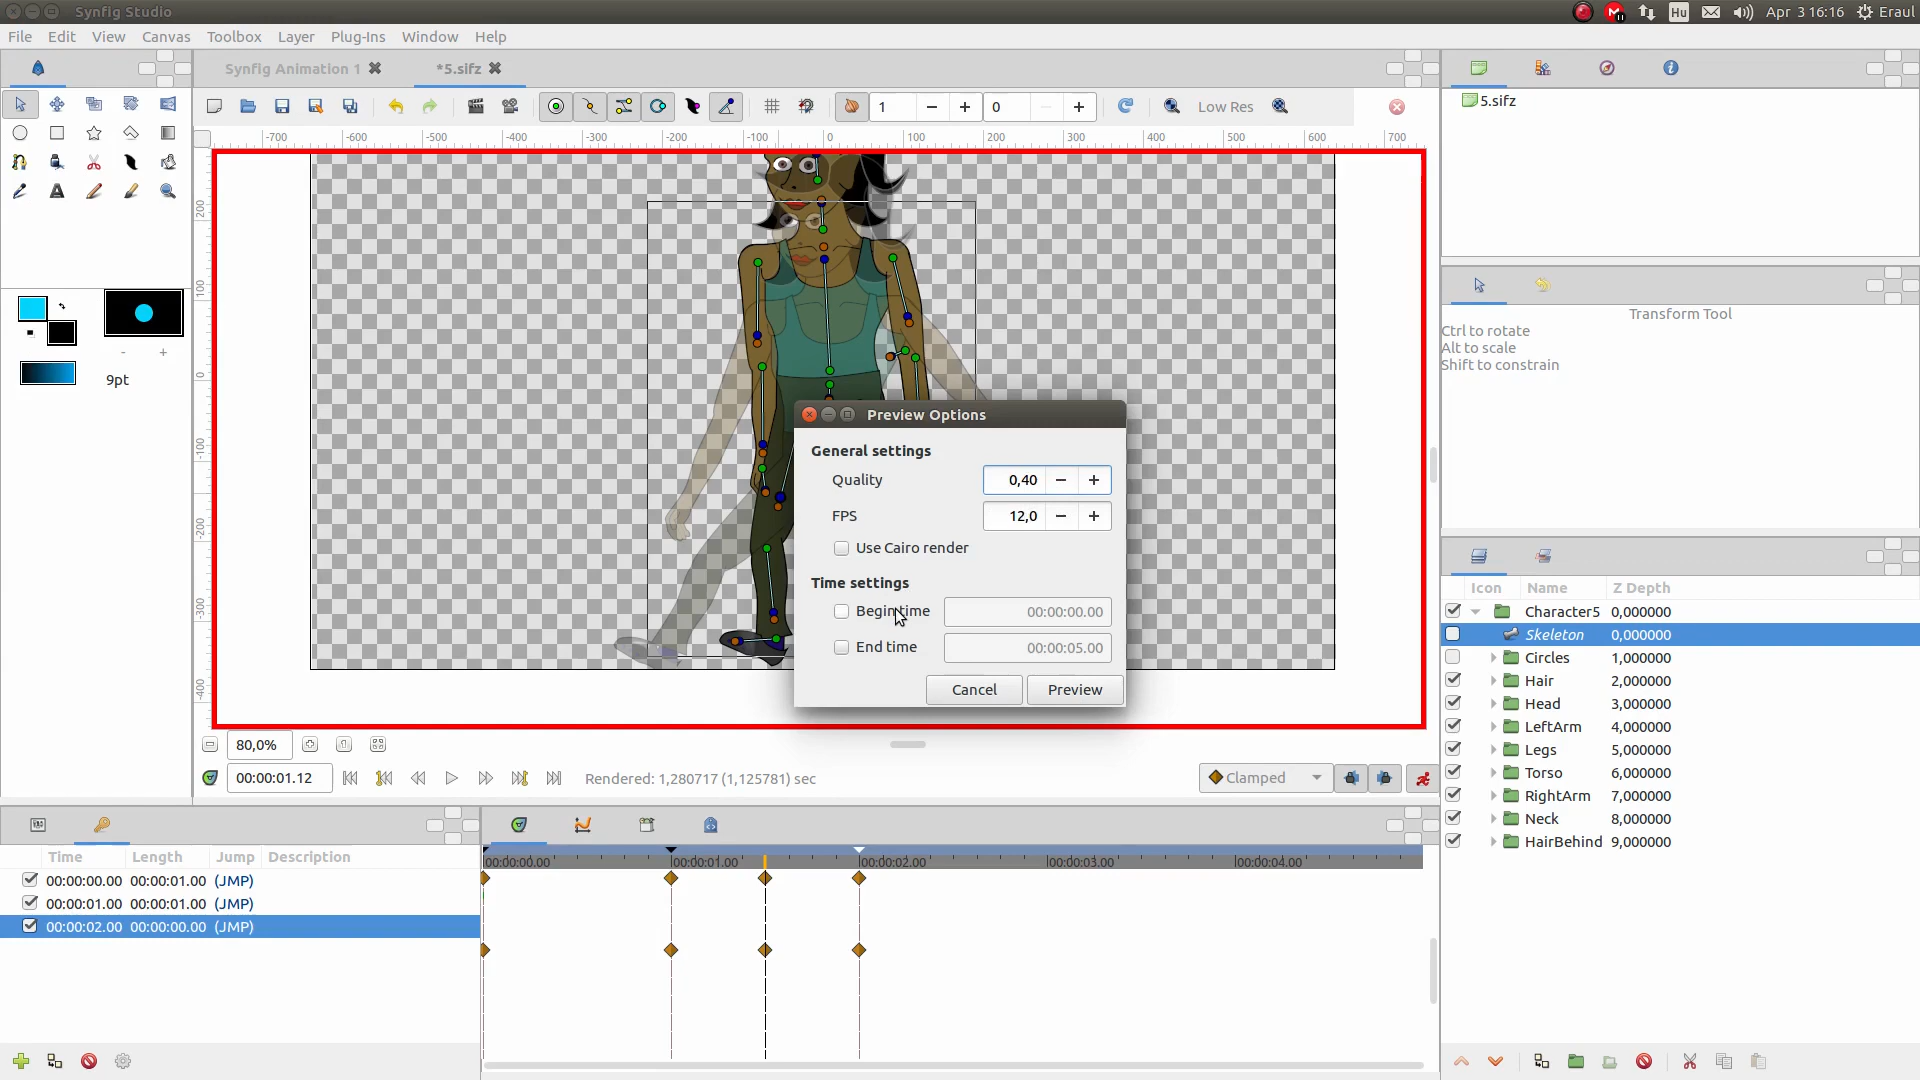 Synfig Studio
Hu
Apr 3 16:16
Eraul
File Edit View Canvas Toolbox Layer Plug-Ins Window Help
Synfig Animation 1
*5.sifz
1
0
Low Res
5.sifz
-700 -600 -500 -400 -300 -200 -100 0 100 200 300 400 500 600 700
200
100
0
-100
-200
-300
-400
- +
9pt
Transform Tool
Ctrl to rotate
Alt to scale
Shift to constrain
Preview Options
General settings
Quality 0,40
FPS 12,0
Use Cairo render
Time settings
Begin time 00:00:00.00
End time 00:00:05.00
Cancel Preview
Icon Name Z Depth
Character5 0,000000
Skeleton 0,000000
Circles 1,000000
Hair 2,000000
Head 3,000000
LeftArm 4,000000
Legs 5,000000
Torso 6,000000
RightArm 7,000000
Neck 8,000000
HairBehind 9,000000
80,0%
00:00:01.12
Rendered: 1,280717 (1,125781) sec
Clamped
Time Length Jump Description
00:00:00.00 00:00:01.00 (JMP)
00:00:01.00 00:00:01.00 (JMP)
00:00:02.00 00:00:00.00 (JMP)
00:00:00.00 00:00:01.00 00:00:02.00 00:00:03.00 00:00:04.00